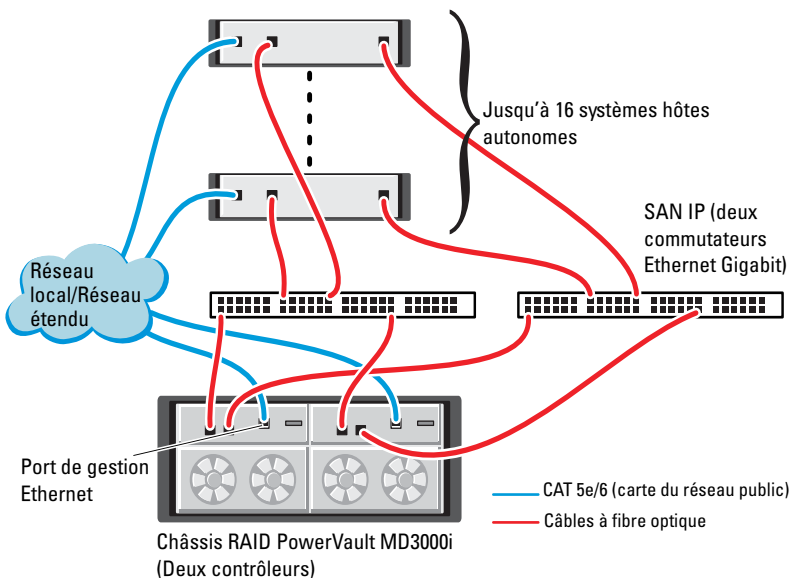 Jusqu'à 16 systèmes hôtes
autonomes
SAN IP (deux
commutateurs
Ethernet Gigabit)
Réseau
local/Réseau
étendu
Port de gestion
Ethernet
CAT 5e/6 (carte du réseau public)
Câbles à fibre optique
Châssis RAID PowerVault MD3000i
(Deux contrôleurs)